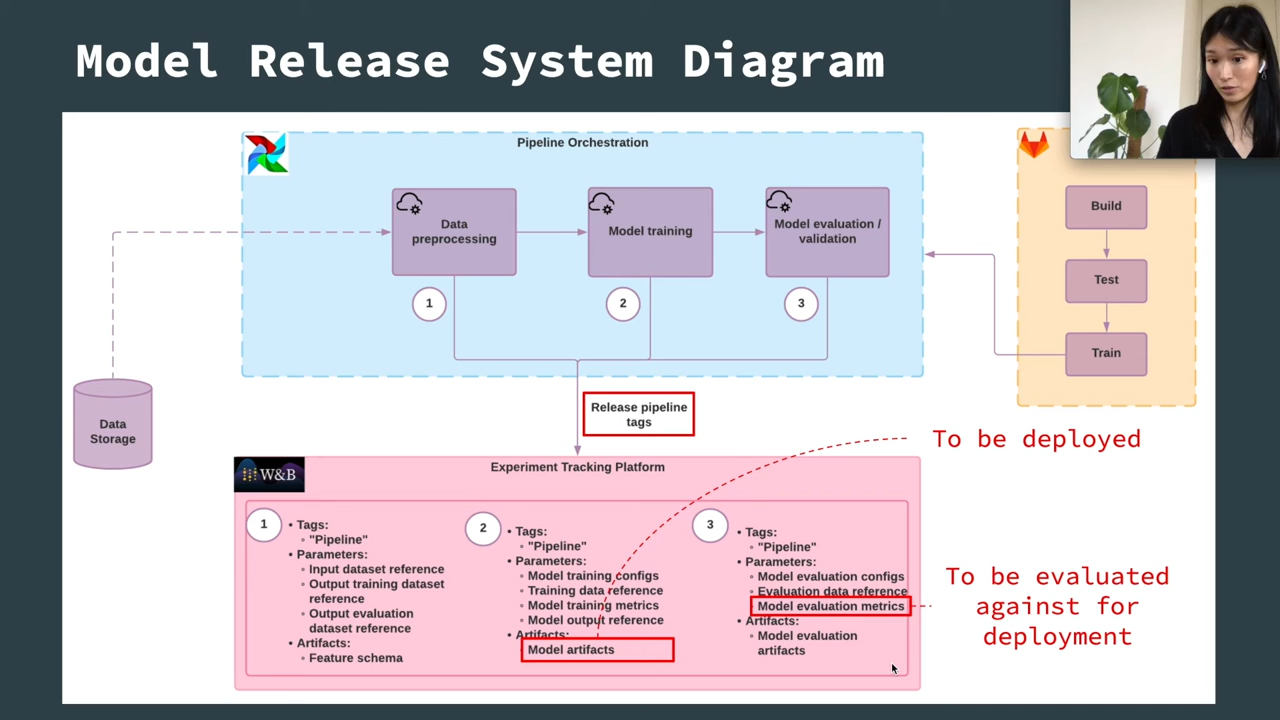 Model Release System Diagram
Pipeline Orchestration
Data
preprocessing
Model training
Model evaluation /
validation
1
2
3
Build
Test
Train
Data
Storage
Release pipeline
tags
To be deployed
W&B
Experiment Tracking Platform
1
• Tags:
◦ "Pipeline"
• Parameters:
◦ Input dataset reference
◦ Output training dataset
reference
◦ Output evaluation
dataset reference
• Artifacts:
◦ Feature schema
2
• Tags:
◦ "Pipeline"
• Parameters:
◦ Model training configs
◦ Training data reference
◦ Model training metrics
◦ Model output reference
• Artifacts:
Model artifacts
3
• Tags:
◦ "Pipeline"
• Parameters:
◦ Model evaluation configs
◦ Evaluation data reference
Model evaluation metrics
• Artifacts:
◦ Model evaluation
artifacts
To be evaluated
against for
deployment